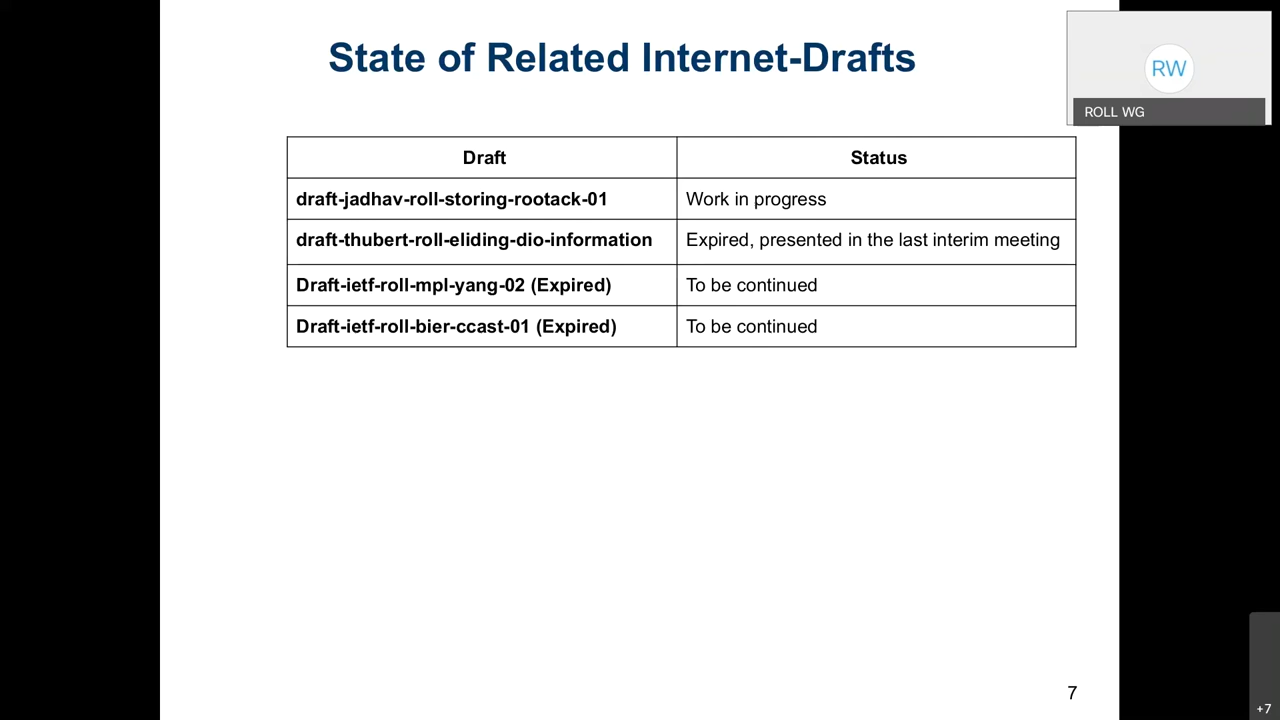 State of Related Internet-Drafts
RW
ROLL WG
Draft Status
draft-jadhav-roll-storing-rootack-01 Work in progress
draft-thubert-roll-eliding-dio-information Expired, presented in the last interim meeting
Draft-ietf-roll-mpl-yang-02 (Expired) To be continued
Draft-ietf-roll-bier-ccast-01 (Expired) To be continued
7
+7